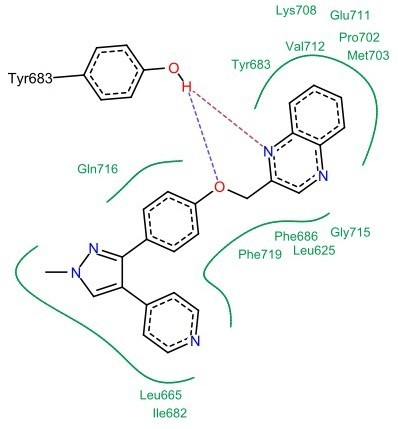 Lys708
Glu711
Pro702
Val712
Met703
Tyr683
O
Tyr683
H
N
N
Gln716
O
Gly715
Phe686
Phe719
Leu625
N
N
N
Leu665
Ile682